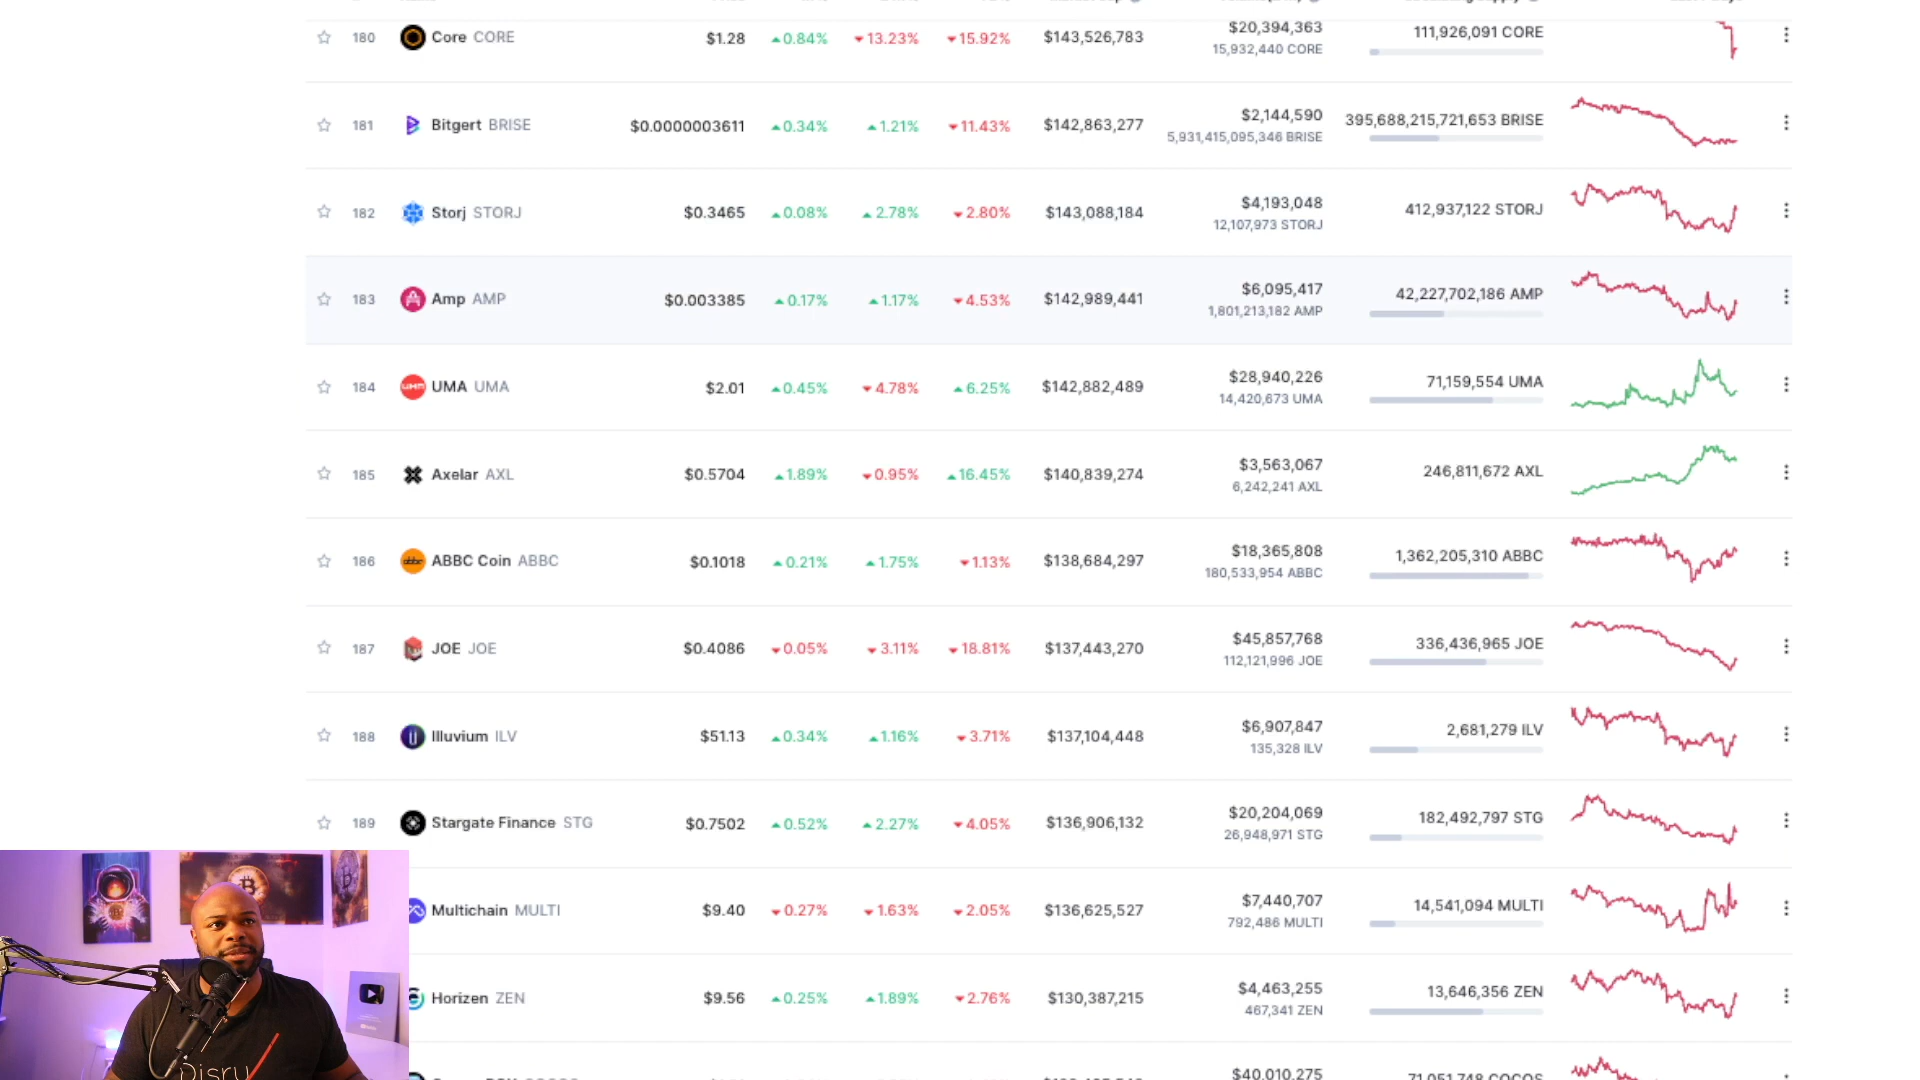 180 Core CORE $1.28 0.84% 13.23% 15.92% $143,526,783 $20,394,363 111,926,091 CORE
15,932,440 CORE
181 Bitgert BRISE $0.0000003611 0.34% 1.21% 11.43% $142,863,277 $2,144,590 395,688,215,721,653 BRISE
5,931,415,095,346 BRISE
182 Storj STORJ $0.3465 0.08% 2.78% 2.80% $143,088,184 $4,193,048 412,937,122 STORJ
12,107,973 STORJ
183 Amp AMP $0.003385 0.17% 1.17% 4.53% $142,989,441 $6,095,417 42,227,702,186 AMP
1,801,213,182 AMP
184 UMA UMA $2.01 0.45% 4.78% 6.25% $142,882,489 $28,940,226 71,159,554 UMA
14,420,673 UMA
185 Axelar AXL $0.5704 1.89% 0.95% 16.45% $140,839,274 $3,563,067 246,811,672 AXL
6,242,241 AXL
186 ABBC Coin ABBC $0.1018 0.21% 1.75% 1.13% $138,684,297 $18,365,808 1,362,205,310 ABBC
180,533,954 ABBC
187 JOE JOE $0.4086 0.05% 3.11% 18.81% $137,443,270 $45,857,768 336,436,965 JOE
112,121,996 JOE
188 Illuvium ILV $51.13 0.34% 1.16% 3.71% $137,104,448 $6,907,847 2,681,279 ILV
135,328 ILV
189 Stargate Finance STG $0.7502 0.52% 2.27% 4.05% $136,906,132 $20,204,069 182,492,797 STG
26,948,971 STG
Multichain MULTI $9.40 0.27% 1.63% 2.05% $136,625,527 $7,440,707 14,541,094 MULTI
792,486 MULTI
Horizen ZEN $9.56 0.25% 1.89% 2.76% $130,387,215 $4,463,255 13,646,356 ZEN
467,341 ZEN
$40,010,275 71,051,748 COCOS
Disru